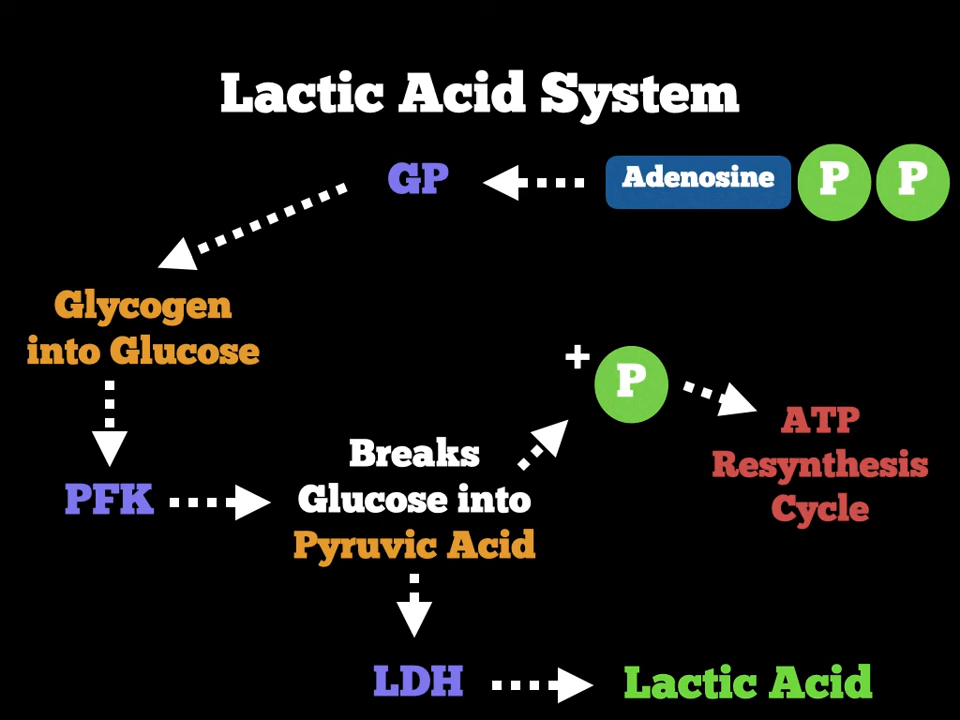 Lactic Acid System
GP
Adenosine
P
P
Glycogen
into Glucose
+
P
ATP
Resynthesis
Cycle
PFK
Breaks
Glucose into
Pyruvic Acid
LDH
Lactic Acid